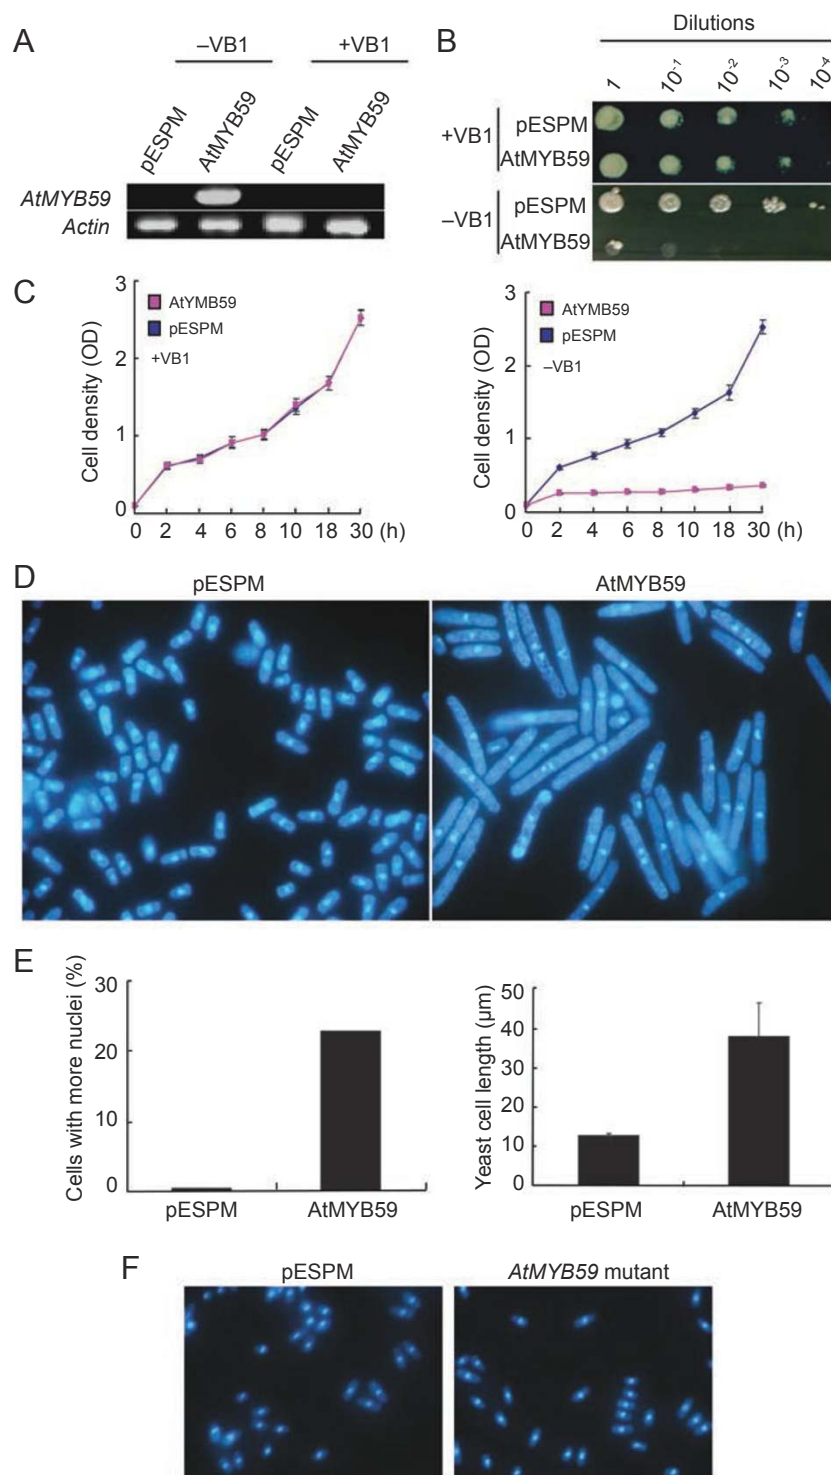 A
–VB1
+VB1
pESPM
AtMYB59
pESPM
AtMYB59
AtMYB59
Actin
B
Dilutions
1
10-1
10-2
10-3
10-4
+VB1
pESPM
AtMYB59
–VB1
pESPM
AtMYB59
C
Cell density (OD)
3
2
1
0
AtYMB59
pESPM
+VB1
0 2 4 6 8 10 18 30 (h)
Cell density (OD)
3
2
1
0
AtYMB59
pESPM
–VB1
0 2 4 6 8 10 18 30 (h)
D
pESPM
AtMYB59
E
Cells with more nuclei (%)
30
20
10
0
pESPM
AtMYB59
Yeast cell length (μm)
50
40
30
20
10
0
pESPM
AtMYB59
F
pESPM
AtMYB59 mutant